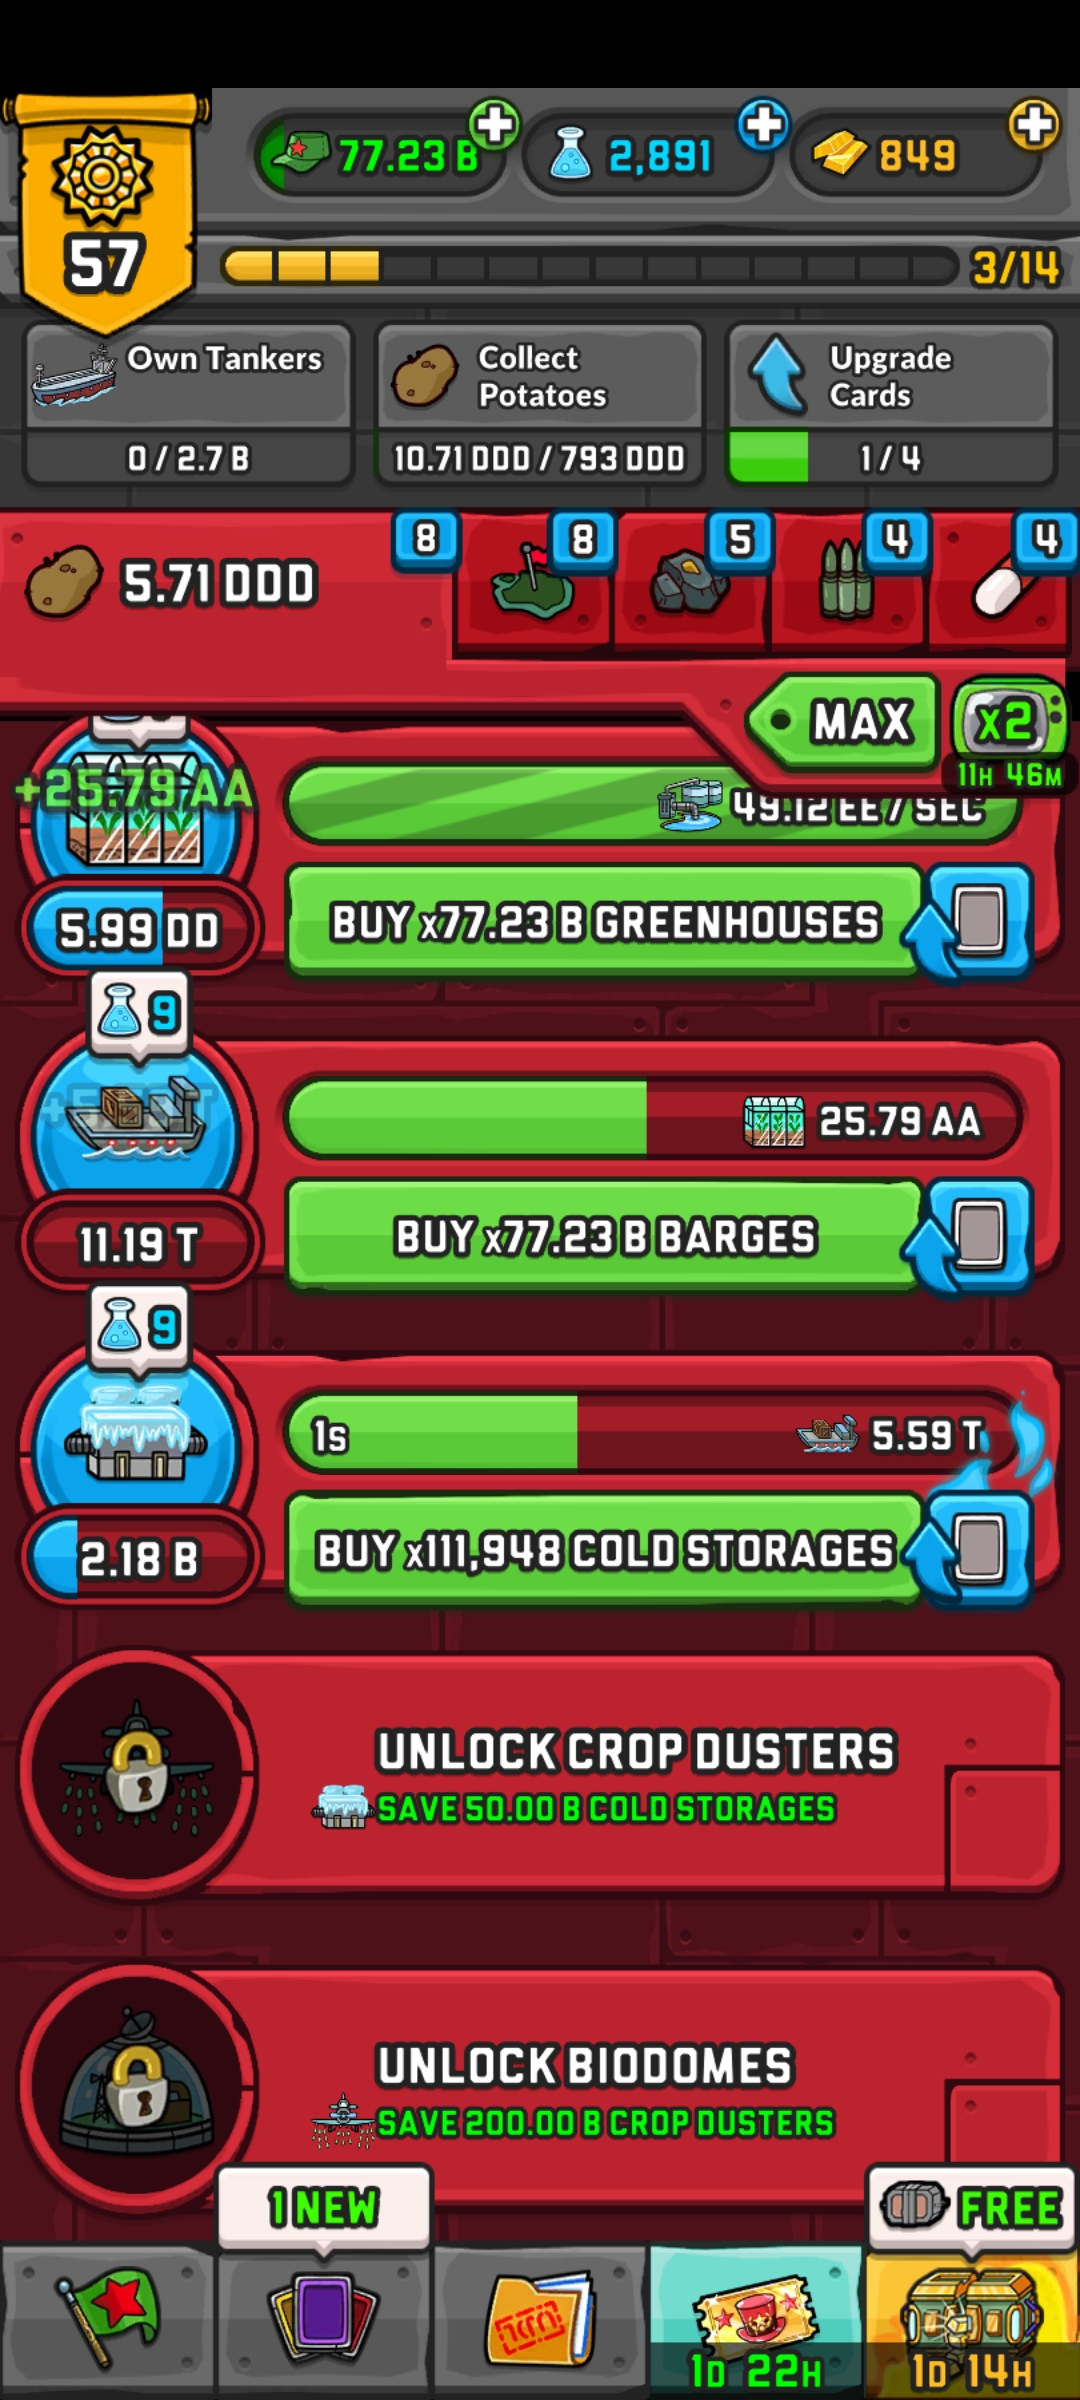 77.23 B
2,891
849
57
3/14
Own Tankers
0 / 2.7 B
Collect
Potatoes
10.71 DDD / 793 DDD
Upgrade
Cards
1 / 4
5.71 DDD
8
8
5
4
4
MAX
x2
11H 46M
+25.79 AA
49.12 EE / SEC
5.99 DD
BUY x77.23 B GREENHOUSES
9
25.79 AA
11.19 T
BUY x77.23 B BARGES
9
1s
5.59 T
2.18 B
BUY x111,948 COLD STORAGES
UNLOCK CROP DUSTERS
SAVE 50.00 B COLD STORAGES
UNLOCK BIODOMES
SAVE 200.00 B CROP DUSTERS
1 NEW
FREE
1D 22H
1D 14H